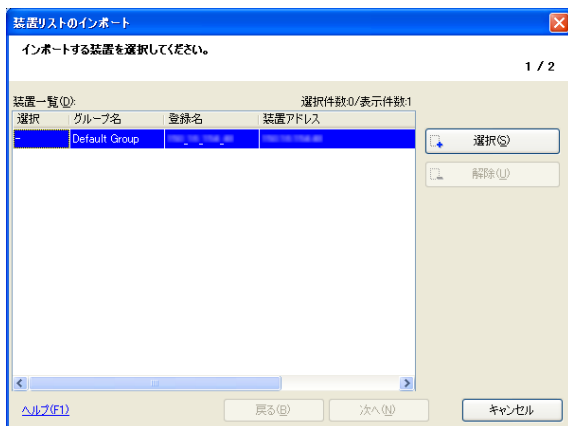 装置リストのインポート
インポートする装置を選択してください。
1 / 2
装置一覧(D):
選択件数:0/表示件数:1
選択 グループ名 登録名 装置アドレス
- Default Group
選択(S)
解除(U)
ヘルプ(F1)
戻る(B) 次へ(N) キャンセル